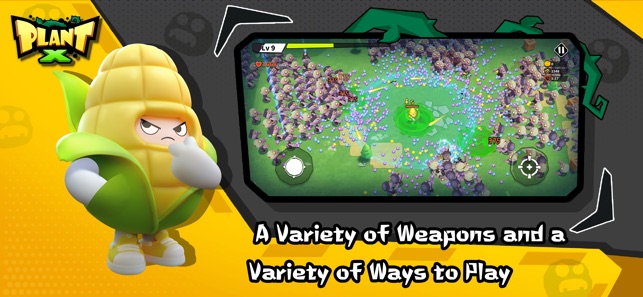 PLANT
X
Lv 9
A Variety of Weapons and a
Variety of Ways to Play